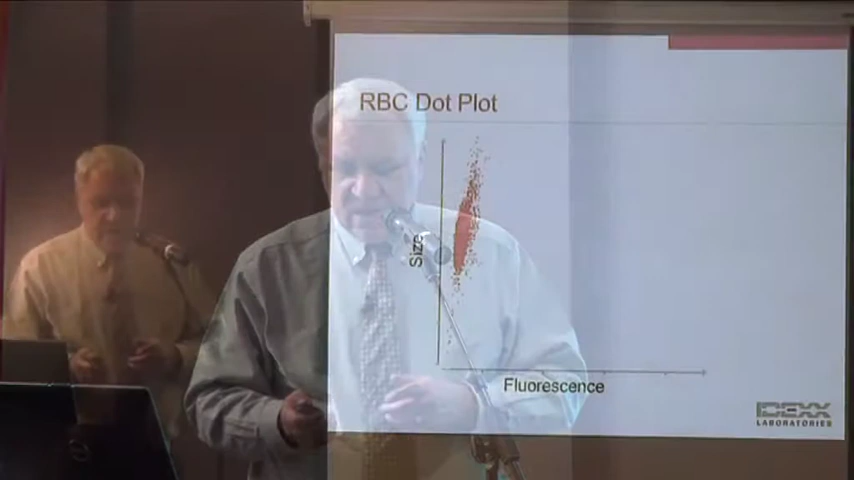 RBC Dot Plot
Size
Fluorescence
IDEXX
LABORATORIES